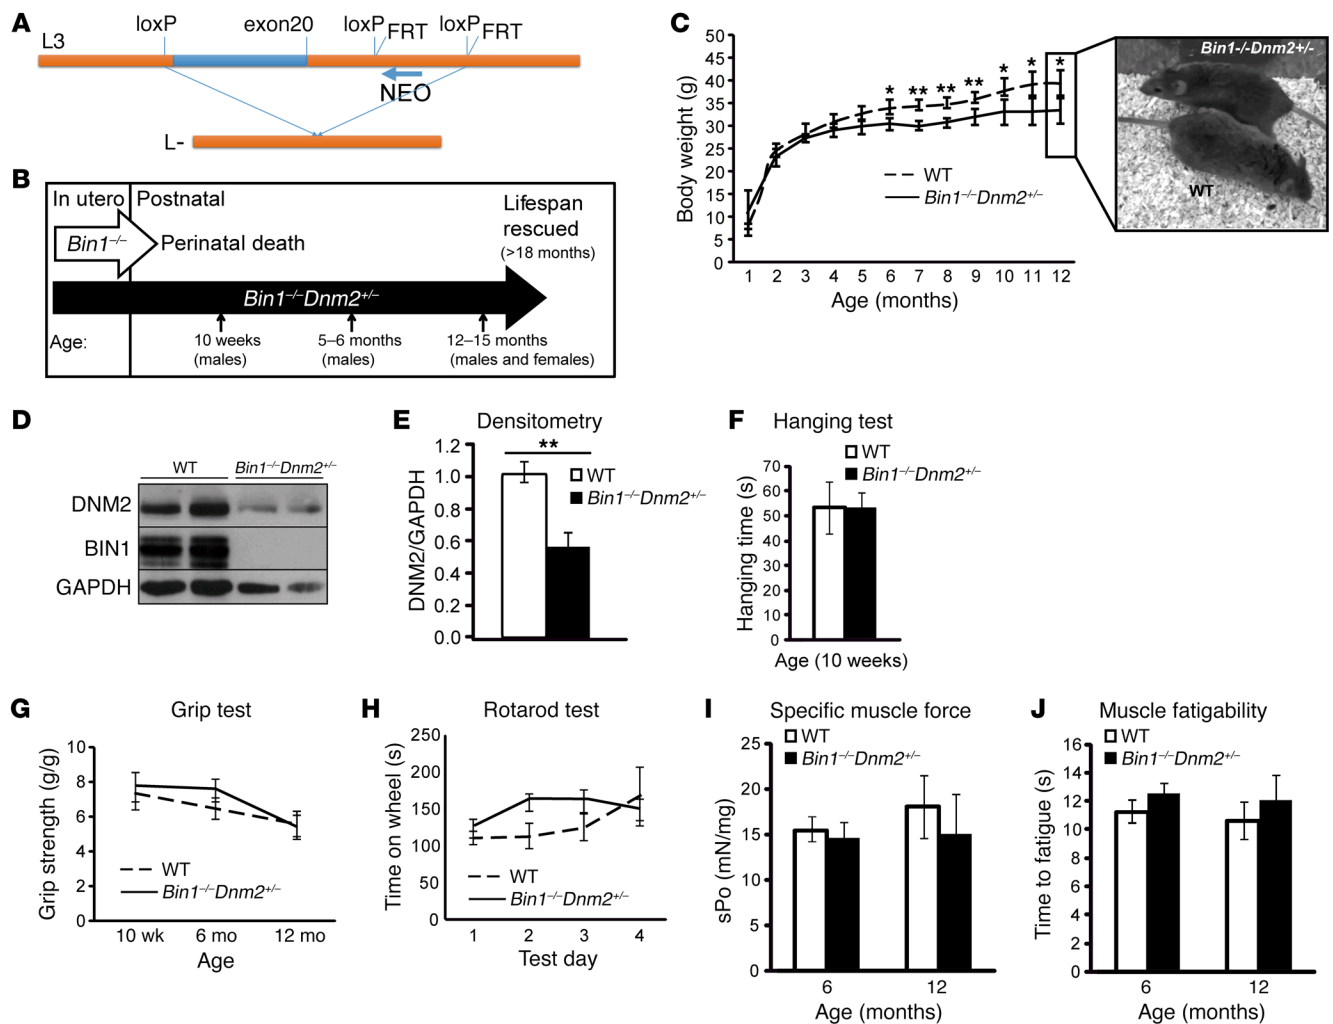 A
L3
loxP
exon20
loxP
FRT
loxP
FRT
NEO
L-
B
In utero
Postnatal
Bin1–/–
Perinatal death
Lifespan
rescued
(>18 months)
Bin1–/–Dnm2+/–
Age:
10 weeks
(males)
5–6 months
(males)
12–15 months
(males and females)
C
Body weight (g)
50
45
40
35
30
25
20
15
10
5
0
* ** ** ** * * *
WT
Bin1–/–Dnm2+/–
1 2 3 4 5 6 7 8 9 10 11 12
Age (months)
Bin1-/-Dnm2+/-
WT
D
WT
Bin1–/–Dnm2+/–
DNM2
BIN1
GAPDH
E
Densitometry
DNM2/GAPDH
1.2
1.0
0.8
0.6
0.4
0.2
0.0
**
WT
Bin1–/–Dnm2+/–
F
Hanging test
WT
Bin1–/–Dnm2+/–
Hanging time (s)
70
60
50
40
30
20
10
0
Age (10 weeks)
G
Grip test
Grip strength (g/g)
10
8
6
4
2
0
WT
Bin1–/–Dnm2+/–
10 wk 6 mo 12 mo
Age
H
Rotarod test
Time on wheel (s)
250
200
150
100
50
0
WT
Bin1–/–Dnm2+/–
1 2 3 4
Test day
I
Specific muscle force
WT
Bin1–/–Dnm2+/–
sPo (mN/mg)
25
20
15
10
5
0
6 12
Age (months)
J
Muscle fatigability
WT
Bin1–/–Dnm2+/–
Time to fatigue (s)
16
14
12
10
8
6
4
2
0
6 12
Age (months)